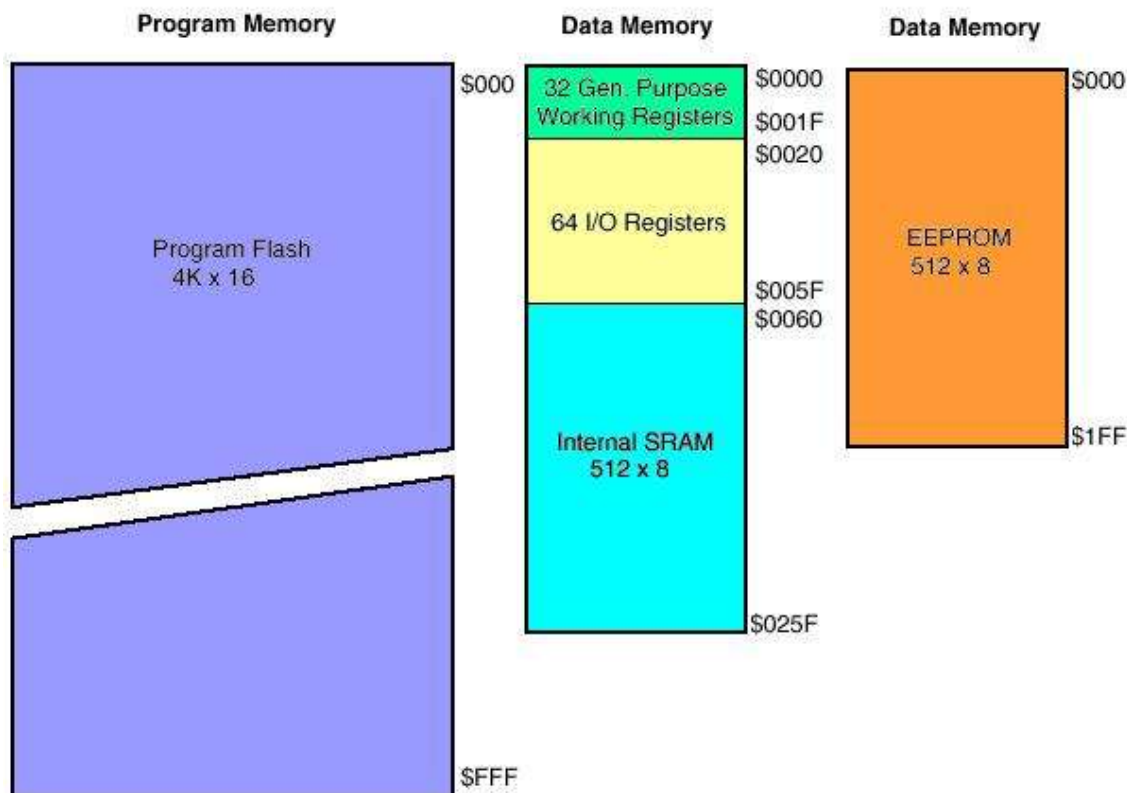 Program Memory
$000
Program Flash
4K x 16
$FFF
Data Memory
32 Gen. Purpose
Working Registers
$0000
$001F
$0020
64 I/O Registers
$005F
$0060
Internal SRAM
512 x 8
$025F
Data Memory
$000
EEPROM
512 x 8
$1FF